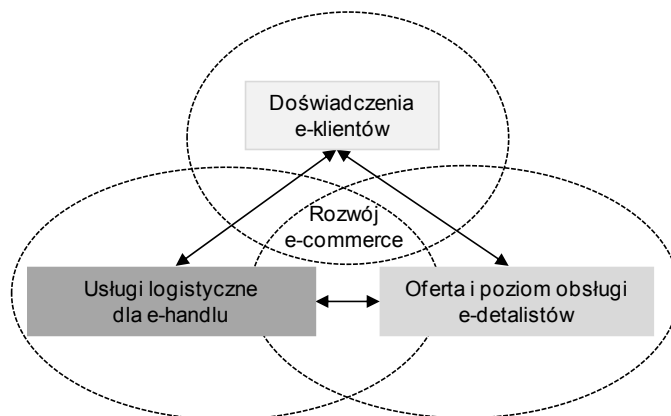 Doświadczenia
e-klientów
Rozwój
e-commerce
Usługi logistyczne
dla e-handlu
Oferta i poziom obsługi
e-detalistów